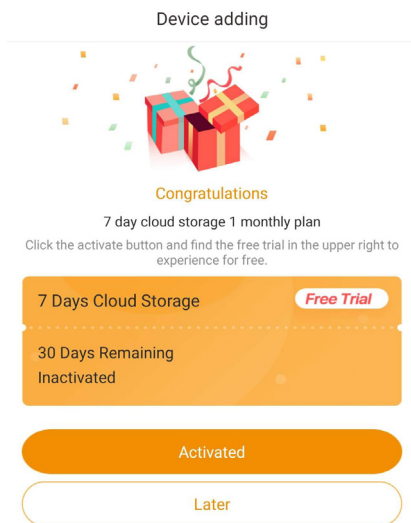 Device adding
Congratulations
7 day cloud storage 1 monthly plan
Click the activate button and find the free trial in the upper right to
experience for free.
7 Days Cloud Storage
Free Trial
30 Days Remaining
Inactivated
Activated
Later